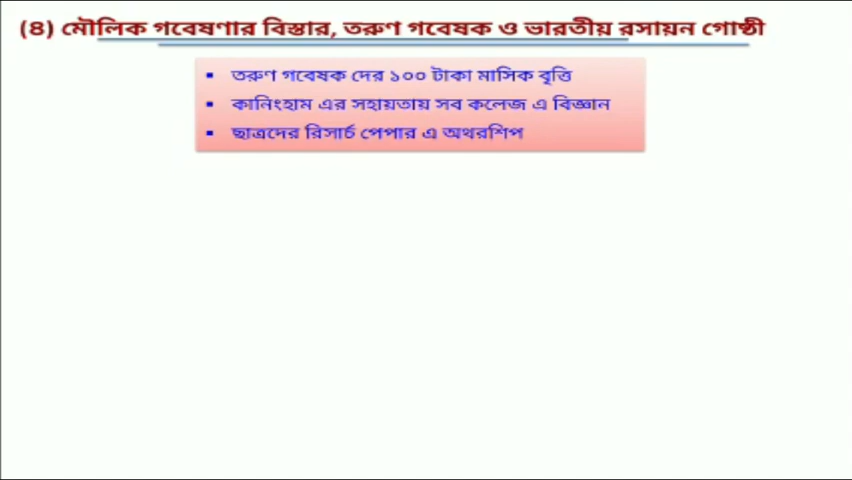 (৪) মৌলিক গবেষণার বিস্তার, তরুণ গবেষক ও ভারতীয় রসায়ন গোষ্ঠী
▪ তরুণ গবেষক দের ১০০ টাকা মাসিক বৃত্তি
▪ কানিংহাম এর সহায়তায় সব কলেজ এ বিজ্ঞান
▪ ছাত্রদের রিসার্চ পেপার এ অথরশিপ